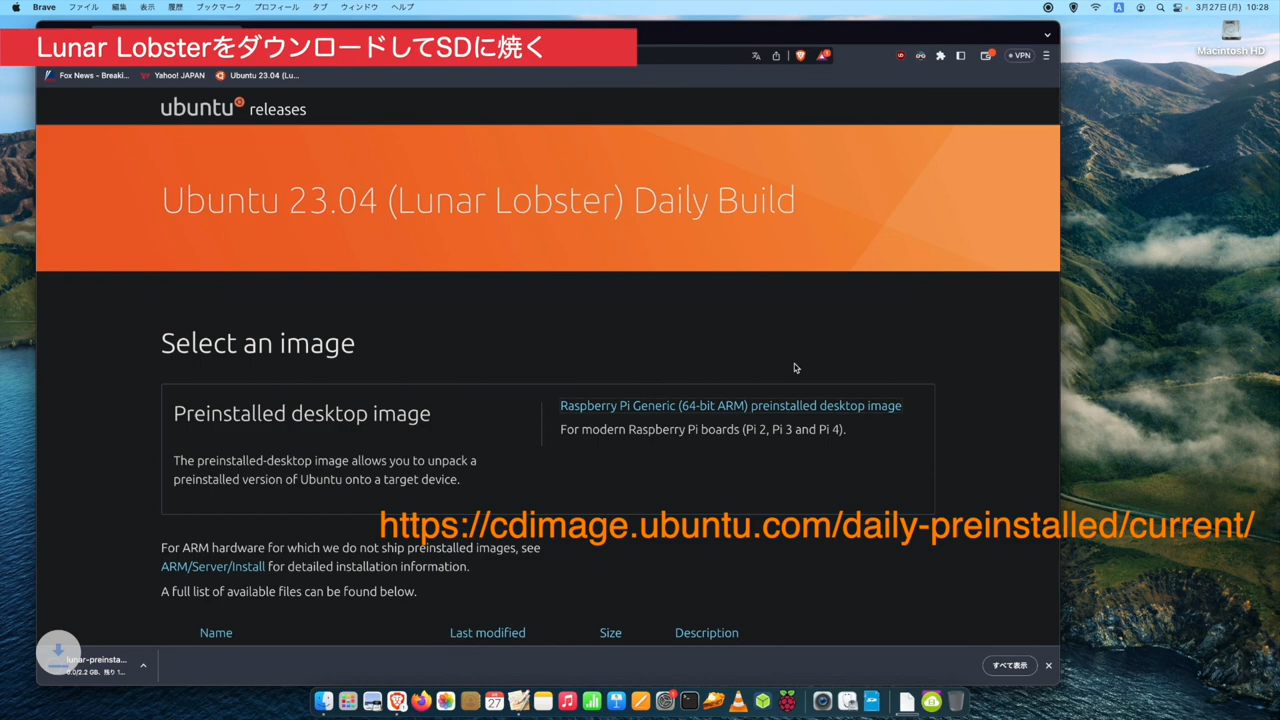 Brave ファイル 編集 表示 履歴 ブックマーク プロフィール タブ ウィンドウ ヘルプ A 3月27日(月) 10:28
Lunar LobsterをダウンロードしてSDに焼く
Macintosh HD
VPN
Fox News - Breaki... Yahoo! JAPAN Ubuntu 23.04 (Lu...
ubuntu releases
Ubuntu 23.04 (Lunar Lobster) Daily Build
Select an image
Preinstalled desktop image
The preinstalled-desktop image allows you to unpack a
preinstalled version of Ubuntu onto a target device.
Raspberry Pi Generic (64-bit ARM) preinstalled desktop image
For modern Raspberry Pi boards (Pi 2, Pi 3 and Pi 4).
https://cdimage.ubuntu.com/daily-preinstalled/current/
For ARM hardware for which we do not ship preinstalled images, see
ARM/Server/Install for detailed installation information.
A full list of available files can be found below.
Name Last modified Size Description
lunar-preinsta...
0.0/2.2 GB、残り 1...
すべて表示